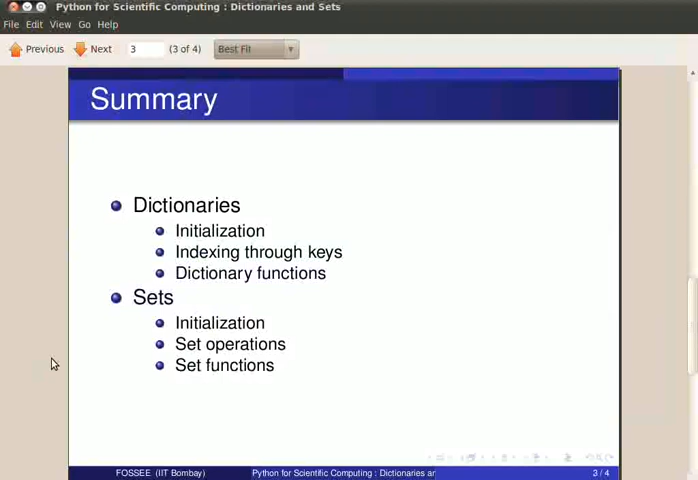 Python for Scientific Computing : Dictionaries and Sets
File Edit View Go Help
Previous Next 3 (3 of 4) Best Fit
Summary
Dictionaries
Initialization
Indexing through keys
Dictionary functions
Sets
Initialization
Set operations
Set functions
FOSSEE (IIT Bombay) Python for Scientific Computing : Dictionaries ar 3 / 4